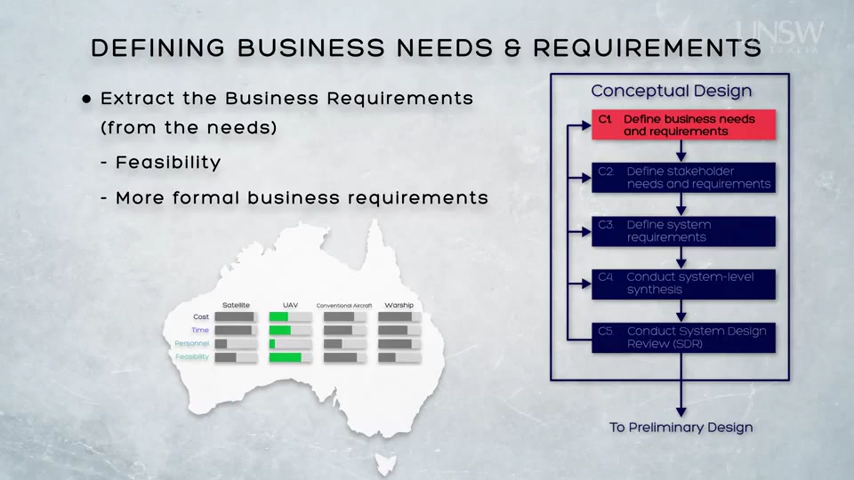 UNSW
DEFINING BUSINESS NEEDS & REQUIREMENTS
• Extract the Business Requirements
(from the needs)
- Feasibility
- More formal business requirements
Satellite UAV Conventional Aircraft Warship
Cost
Time
Personnel
Feasibility
Conceptual Design
C1. Define business needs
and requirements
C2. Define stakeholder
needs and requirements
C3. Define system
requirements
C4. Conduct system-level
synthesis
C5. Conduct System Design
Review (SDR)
To Preliminary Design